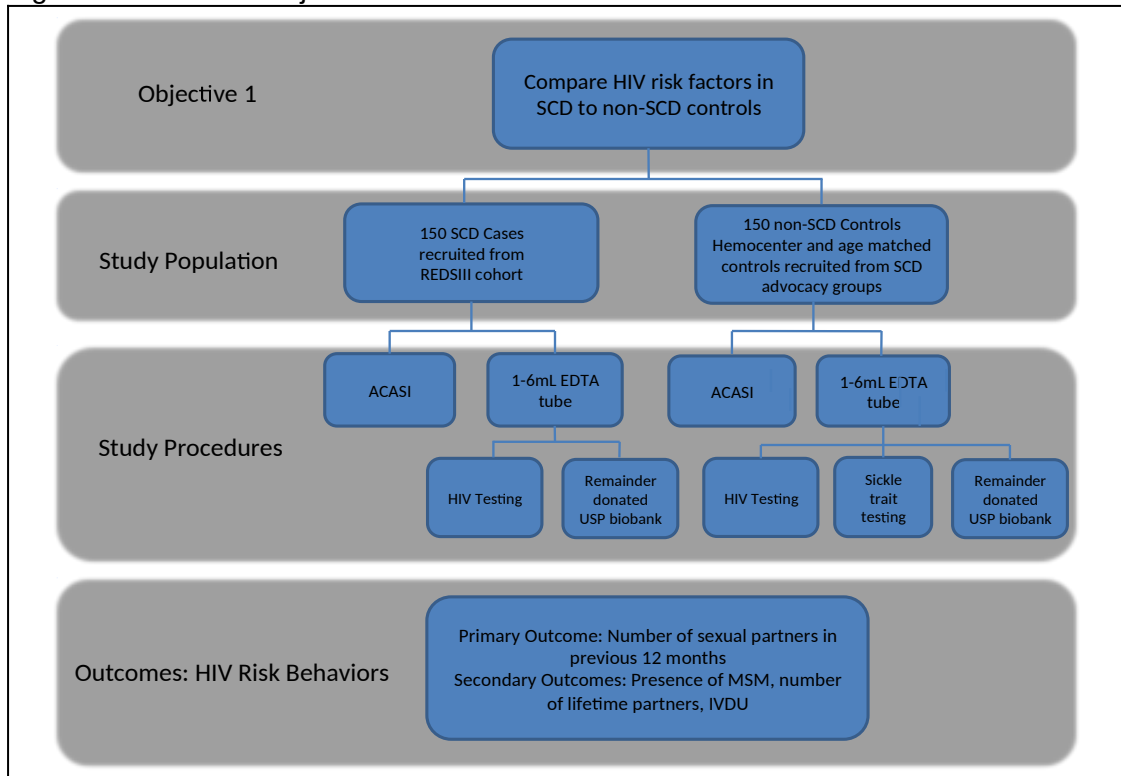 Objective 1
Compare HIV risk factors in
SCD to non-SCD controls
Study Population
150 SCD Cases
recruited from
REDSIII cohort
150 non-SCD Controls
Hemocenter and age matched
controls recruited from SCD
advocacy groups
Study Procedures
ACASI
1-6mL EDTA
tube
ACASI
1-6mL EDTA
tube
HIV Testing
Remainder
donated
USP biobank
HIV Testing
Sickle
trait
testing
Remainder
donated
USP biobank
Outcomes: HIV Risk Behaviors
Primary Outcome: Number of sexual partners in
previous 12 months
Secondary Outcomes: Presence of MSM, number
of lifetime partners, IVDU